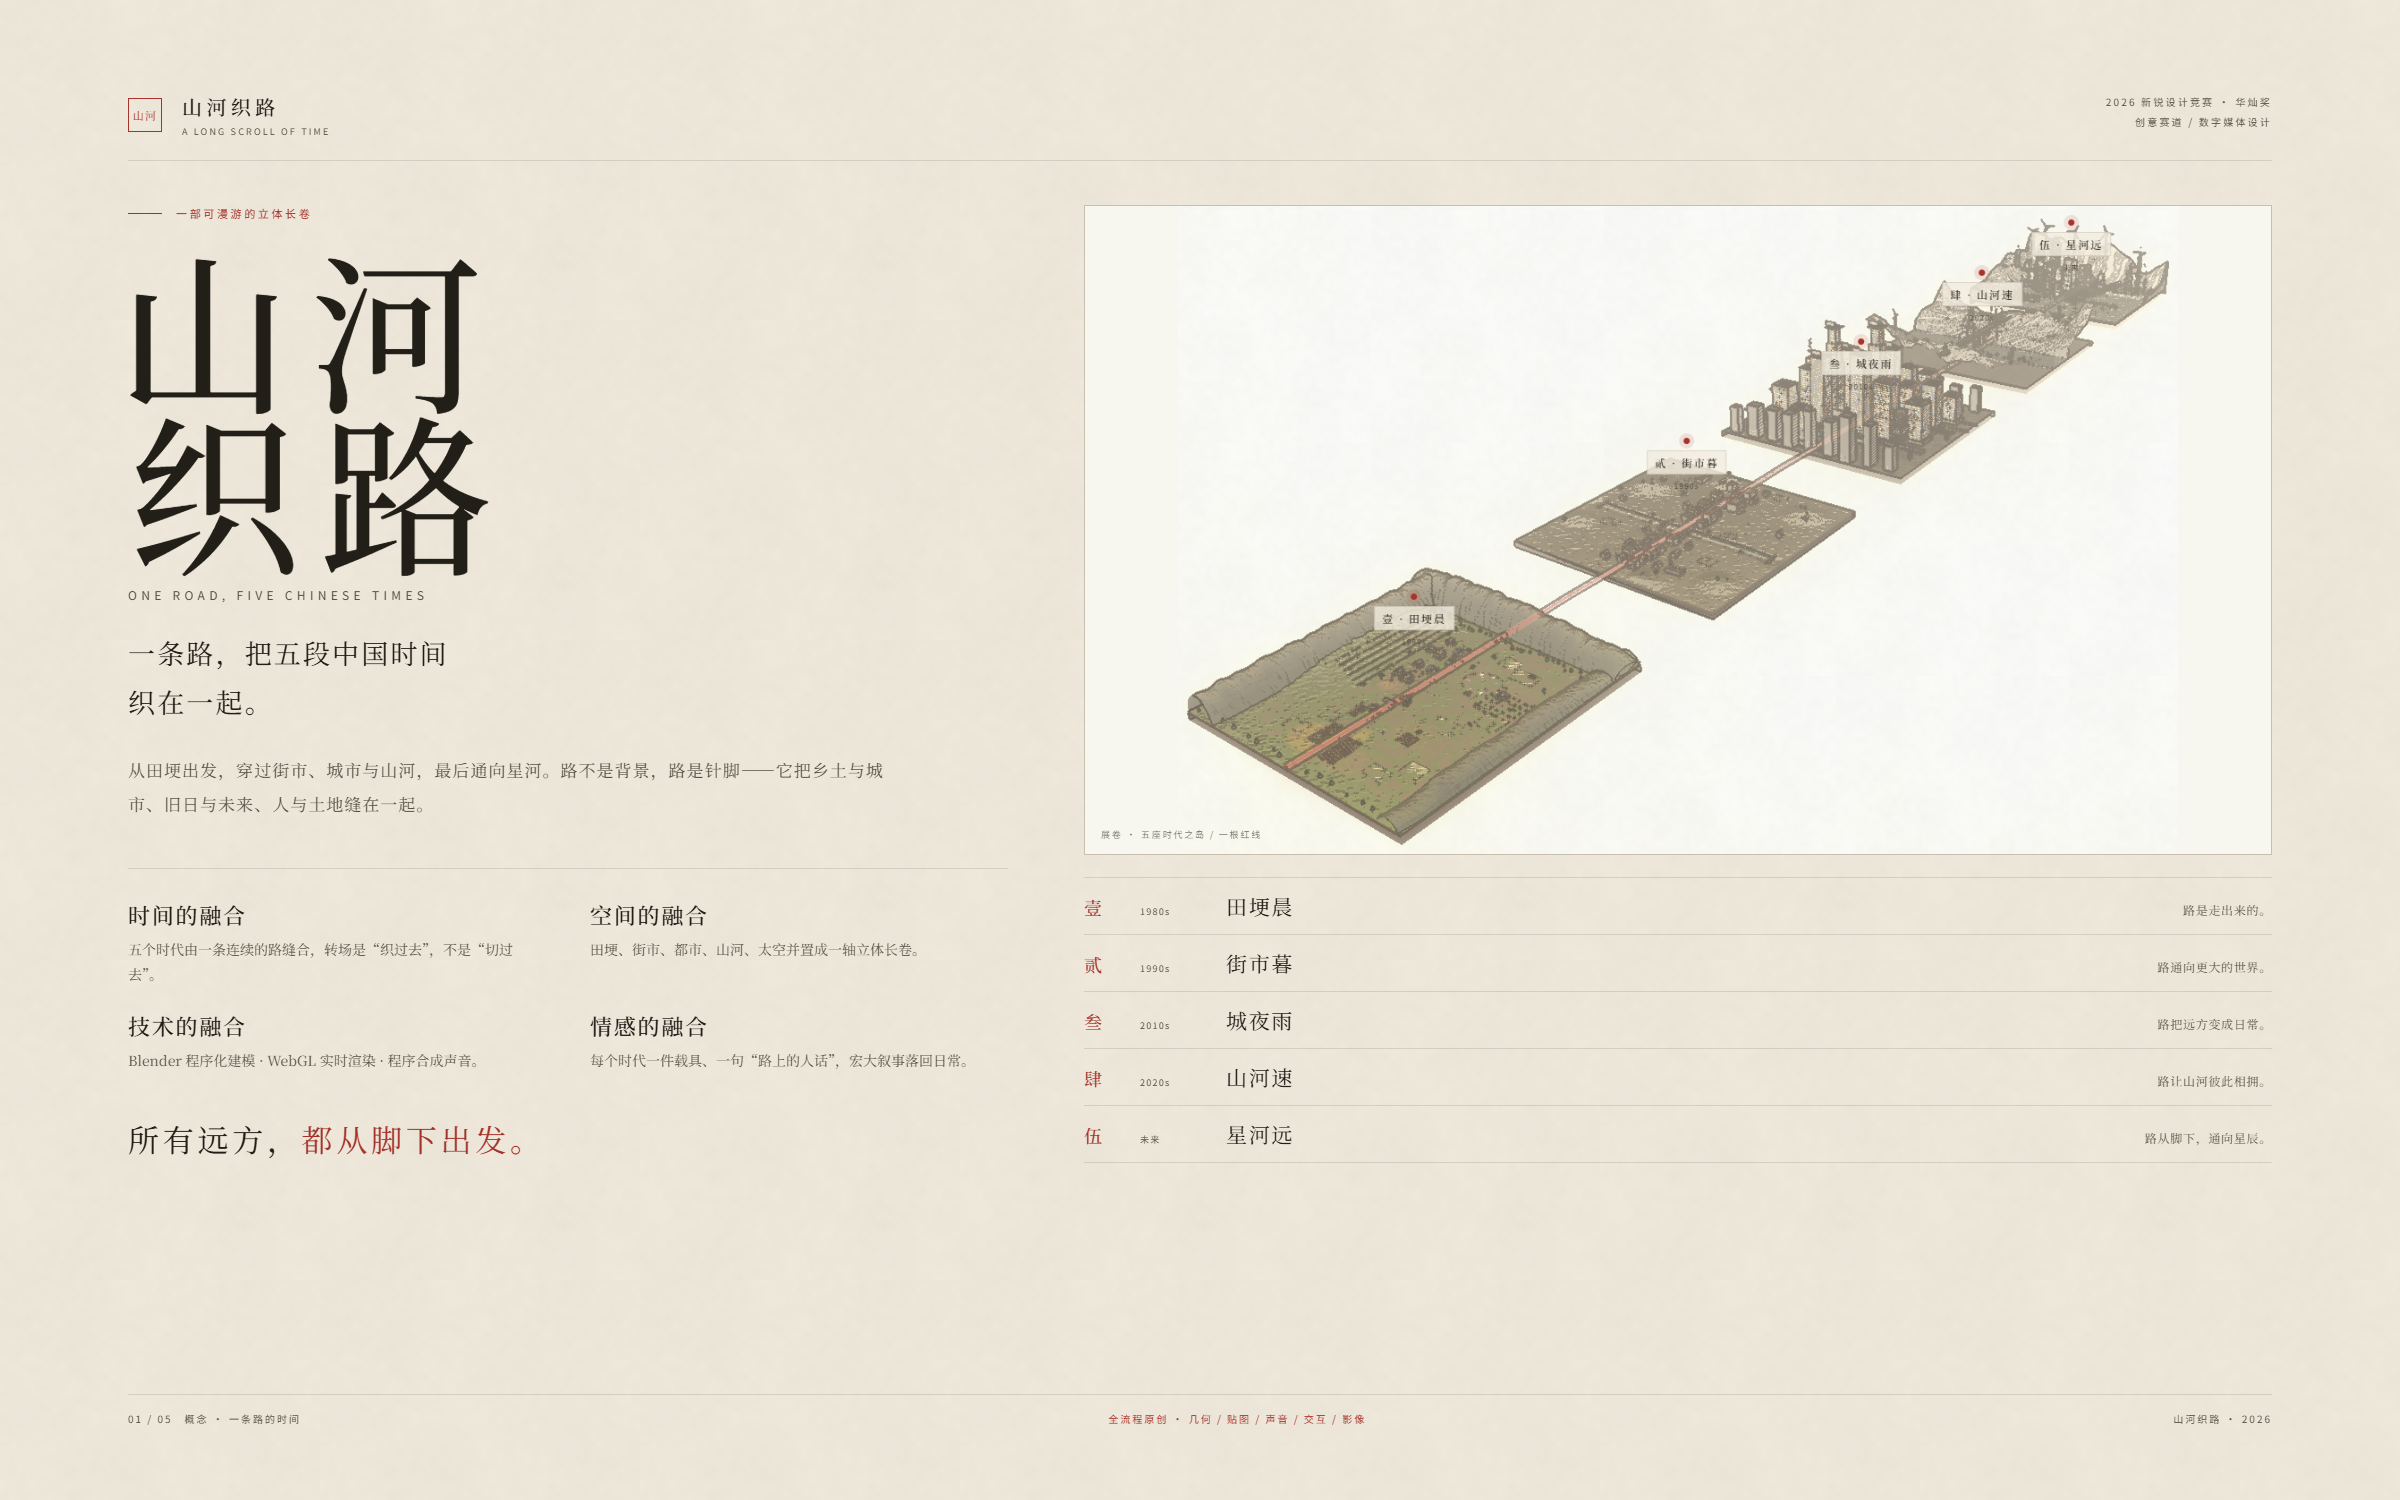 山河
山河织路
A LONG SCROLL OF TIME
2026 新锐设计竞赛 · 华灿奖
创意赛道 / 数字媒体设计
一部可漫游的立体长卷
山河
织路
ONE ROAD, FIVE CHINESE TIMES
一条路，把五段中国时间
织在一起。
从田埂出发，穿过街市、城市与山河，最后通向星河。路不是背景，路是针脚——它把乡土与城
市、旧日与未来、人与土地缝在一起。
时间的融合
五个时代由一条连续的路缝合，转场是“织过去”，不是“切过
去”。
空间的融合
田埂、街市、都市、山河、太空并置成一轴立体长卷。
技术的融合
Blender 程序化建模 · WebGL 实时渲染 · 程序合成声音。
情感的融合
每个时代一件载具、一句“路上的人话”，宏大叙事落回日常。
所有远方，都从脚下出发。
伍 · 星河远
肆 · 山河速
叁 · 城夜雨
2010s
贰 · 街市暮
1990s
壹 · 田埂晨
展卷 · 五座时代之岛 / 一根红线
壹 1980s 田埂晨 路是走出来的。
贰 1990s 街市暮 路通向更大的世界。
叁 2010s 城夜雨 路把远方变成日常。
肆 2020s 山河速 路让山河彼此相拥。
伍 未来 星河远 路从脚下，通向星辰。
01 / 05 概念 · 一条路的时间
全流程原创 · 几何 / 贴图 / 声音 / 交互 / 影像
山河织路 · 2026